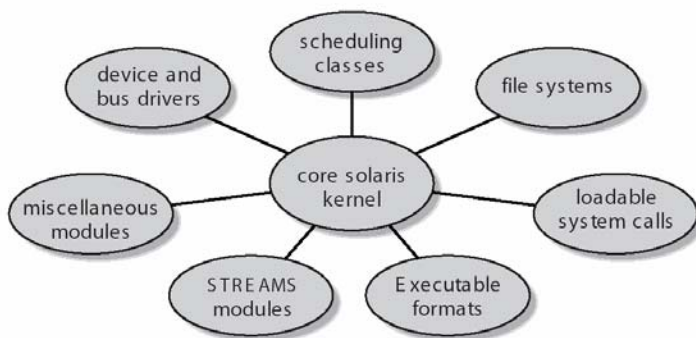 scheduling
classes
device and
bus drivers
file systems
core solaris
kernel
miscellaneous
modules
loadable
system calls
STREAMS
modules
Executable
formats